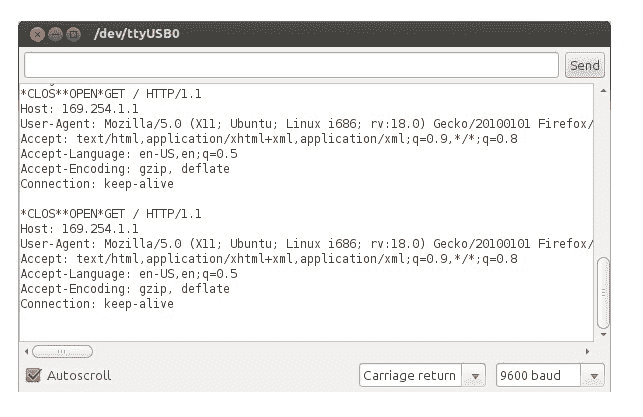 /dev/ttyUSB0
Send
*CLOS**OPEN*GET / HTTP/1.1
Host: 169.254.1.1
User-Agent: Mozilla/5.0 (X11; Ubuntu; Linux i686; rv:18.0) Gecko/20100101 Firefox/
Accept: text/html,application/xhtml+xml,application/xml;q=0.9,*/*;q=0.8
Accept-Language: en-US,en;q=0.5
Accept-Encoding: gzip, deflate
Connection: keep-alive
*CLOS**OPEN*GET / HTTP/1.1
Host: 169.254.1.1
User-Agent: Mozilla/5.0 (X11; Ubuntu; Linux i686; rv:18.0) Gecko/20100101 Firefox/
Accept: text/html,application/xhtml+xml,application/xml;q=0.9,*/*;q=0.8
Accept-Language: en-US,en;q=0.5
Accept-Encoding: gzip, deflate
Connection: keep-alive
Autoscroll
Carriage return
9600 baud